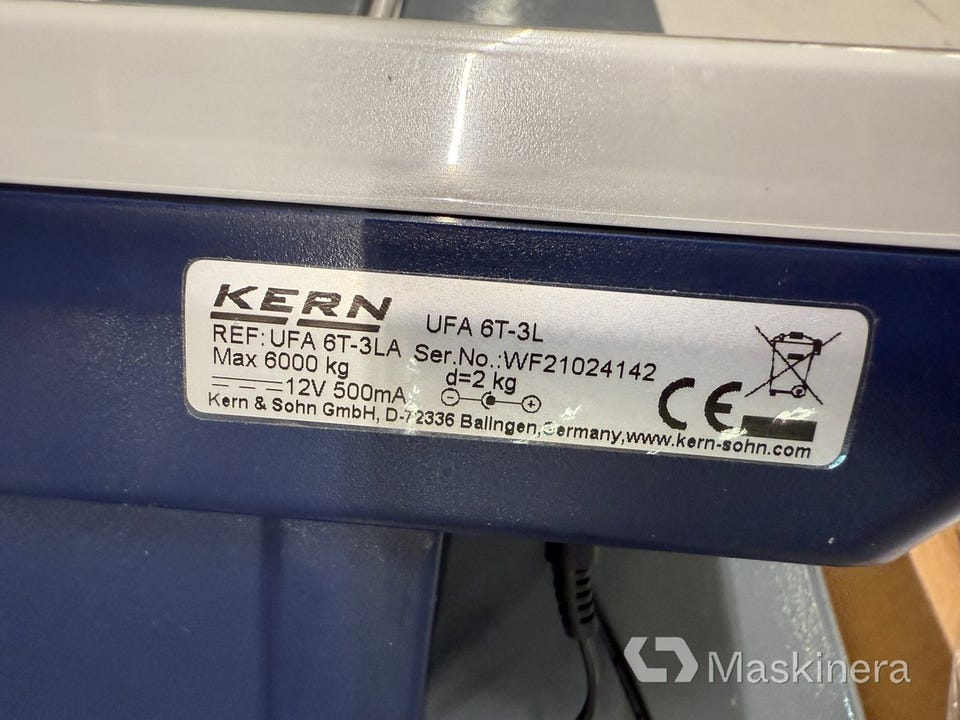 KERN
UFA 6T-3L
REF: UFA 6T-3LA Ser.No.:WF21024142
Max 6000 kg d=2 kg
12V 500mA
CE
Kern & Sohn GmbH, D-72336 Balingen,Germany,www.kern-sohn.com
Maskinera